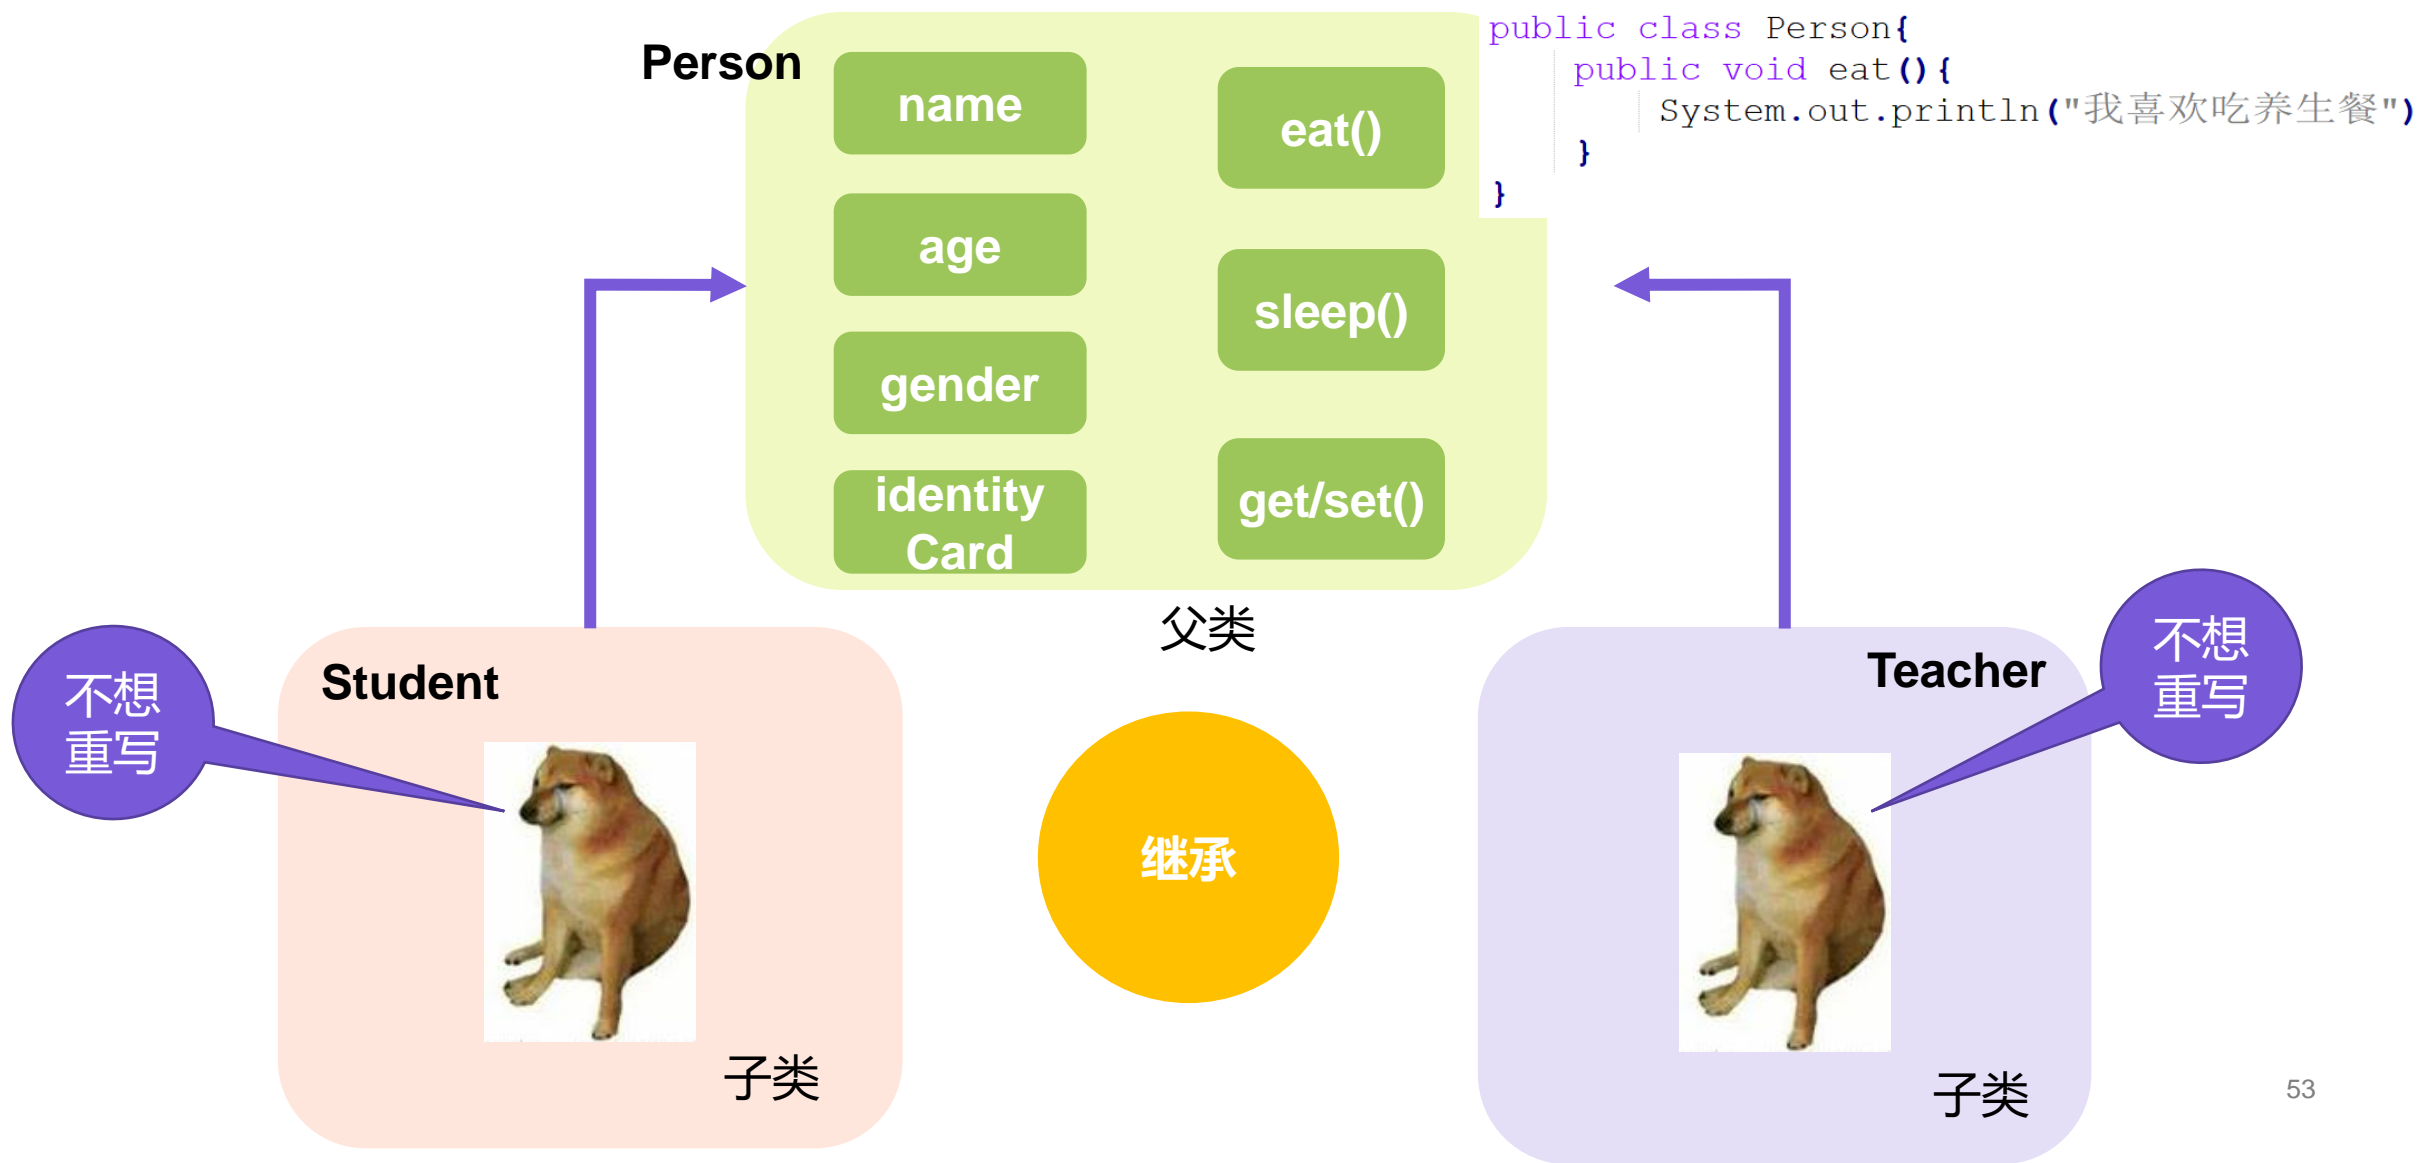 Person
name
age
gender
identity
Card
eat()
sleep()
get/set()
public class Person{
public void eat(){
System.out.println("我喜欢吃养生餐")
}
}
父类
不想
重写
Student
子类
继承
Teacher
不想
重写
子类
53